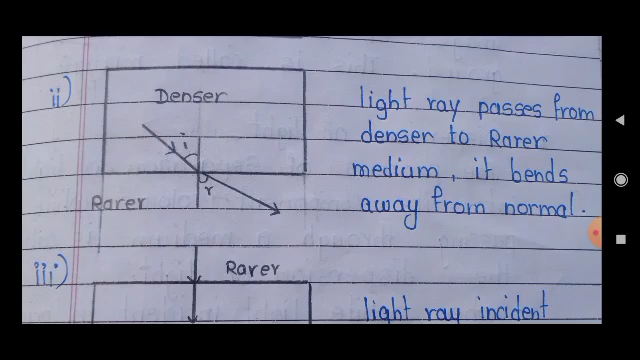 ii)
Denser
i
r
Rarer
light ray passes from
denser to Rarer
medium, it bends
away from normal.
iii)
Rarer
light ray incident